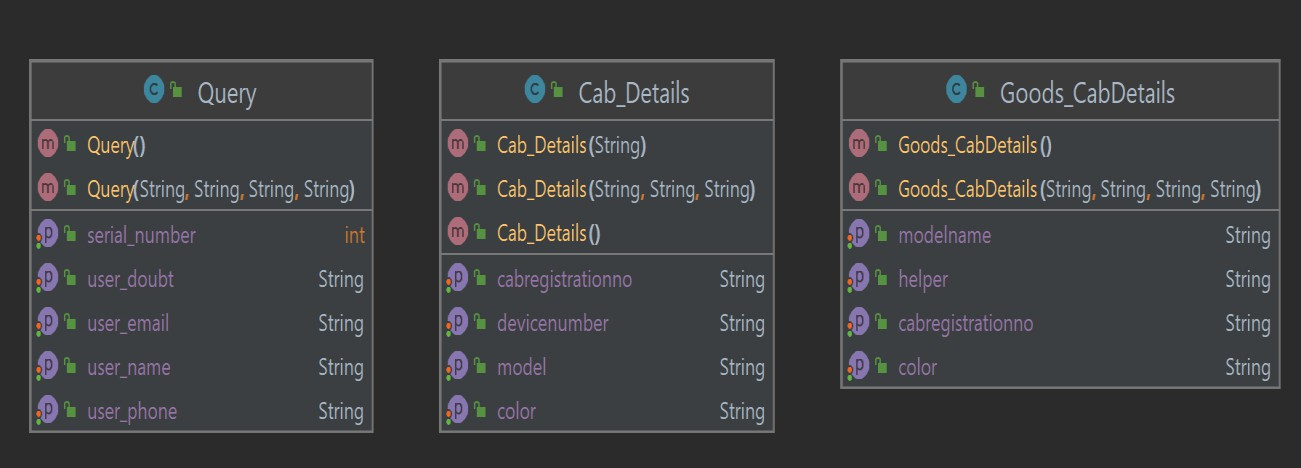 Query
Query()
Query(String, String, String, String)
serial_number int
user_doubt String
user_email String
user_name String
user_phone String
Cab_Details
Cab_Details(String)
Cab_Details(String, String, String)
Cab_Details()
cabregistrationno String
devicenumber String
model String
color String
Goods_CabDetails
Goods_CabDetails()
Goods_CabDetails(String, String, String, String)
modelname String
helper String
cabregistrationno String
color String